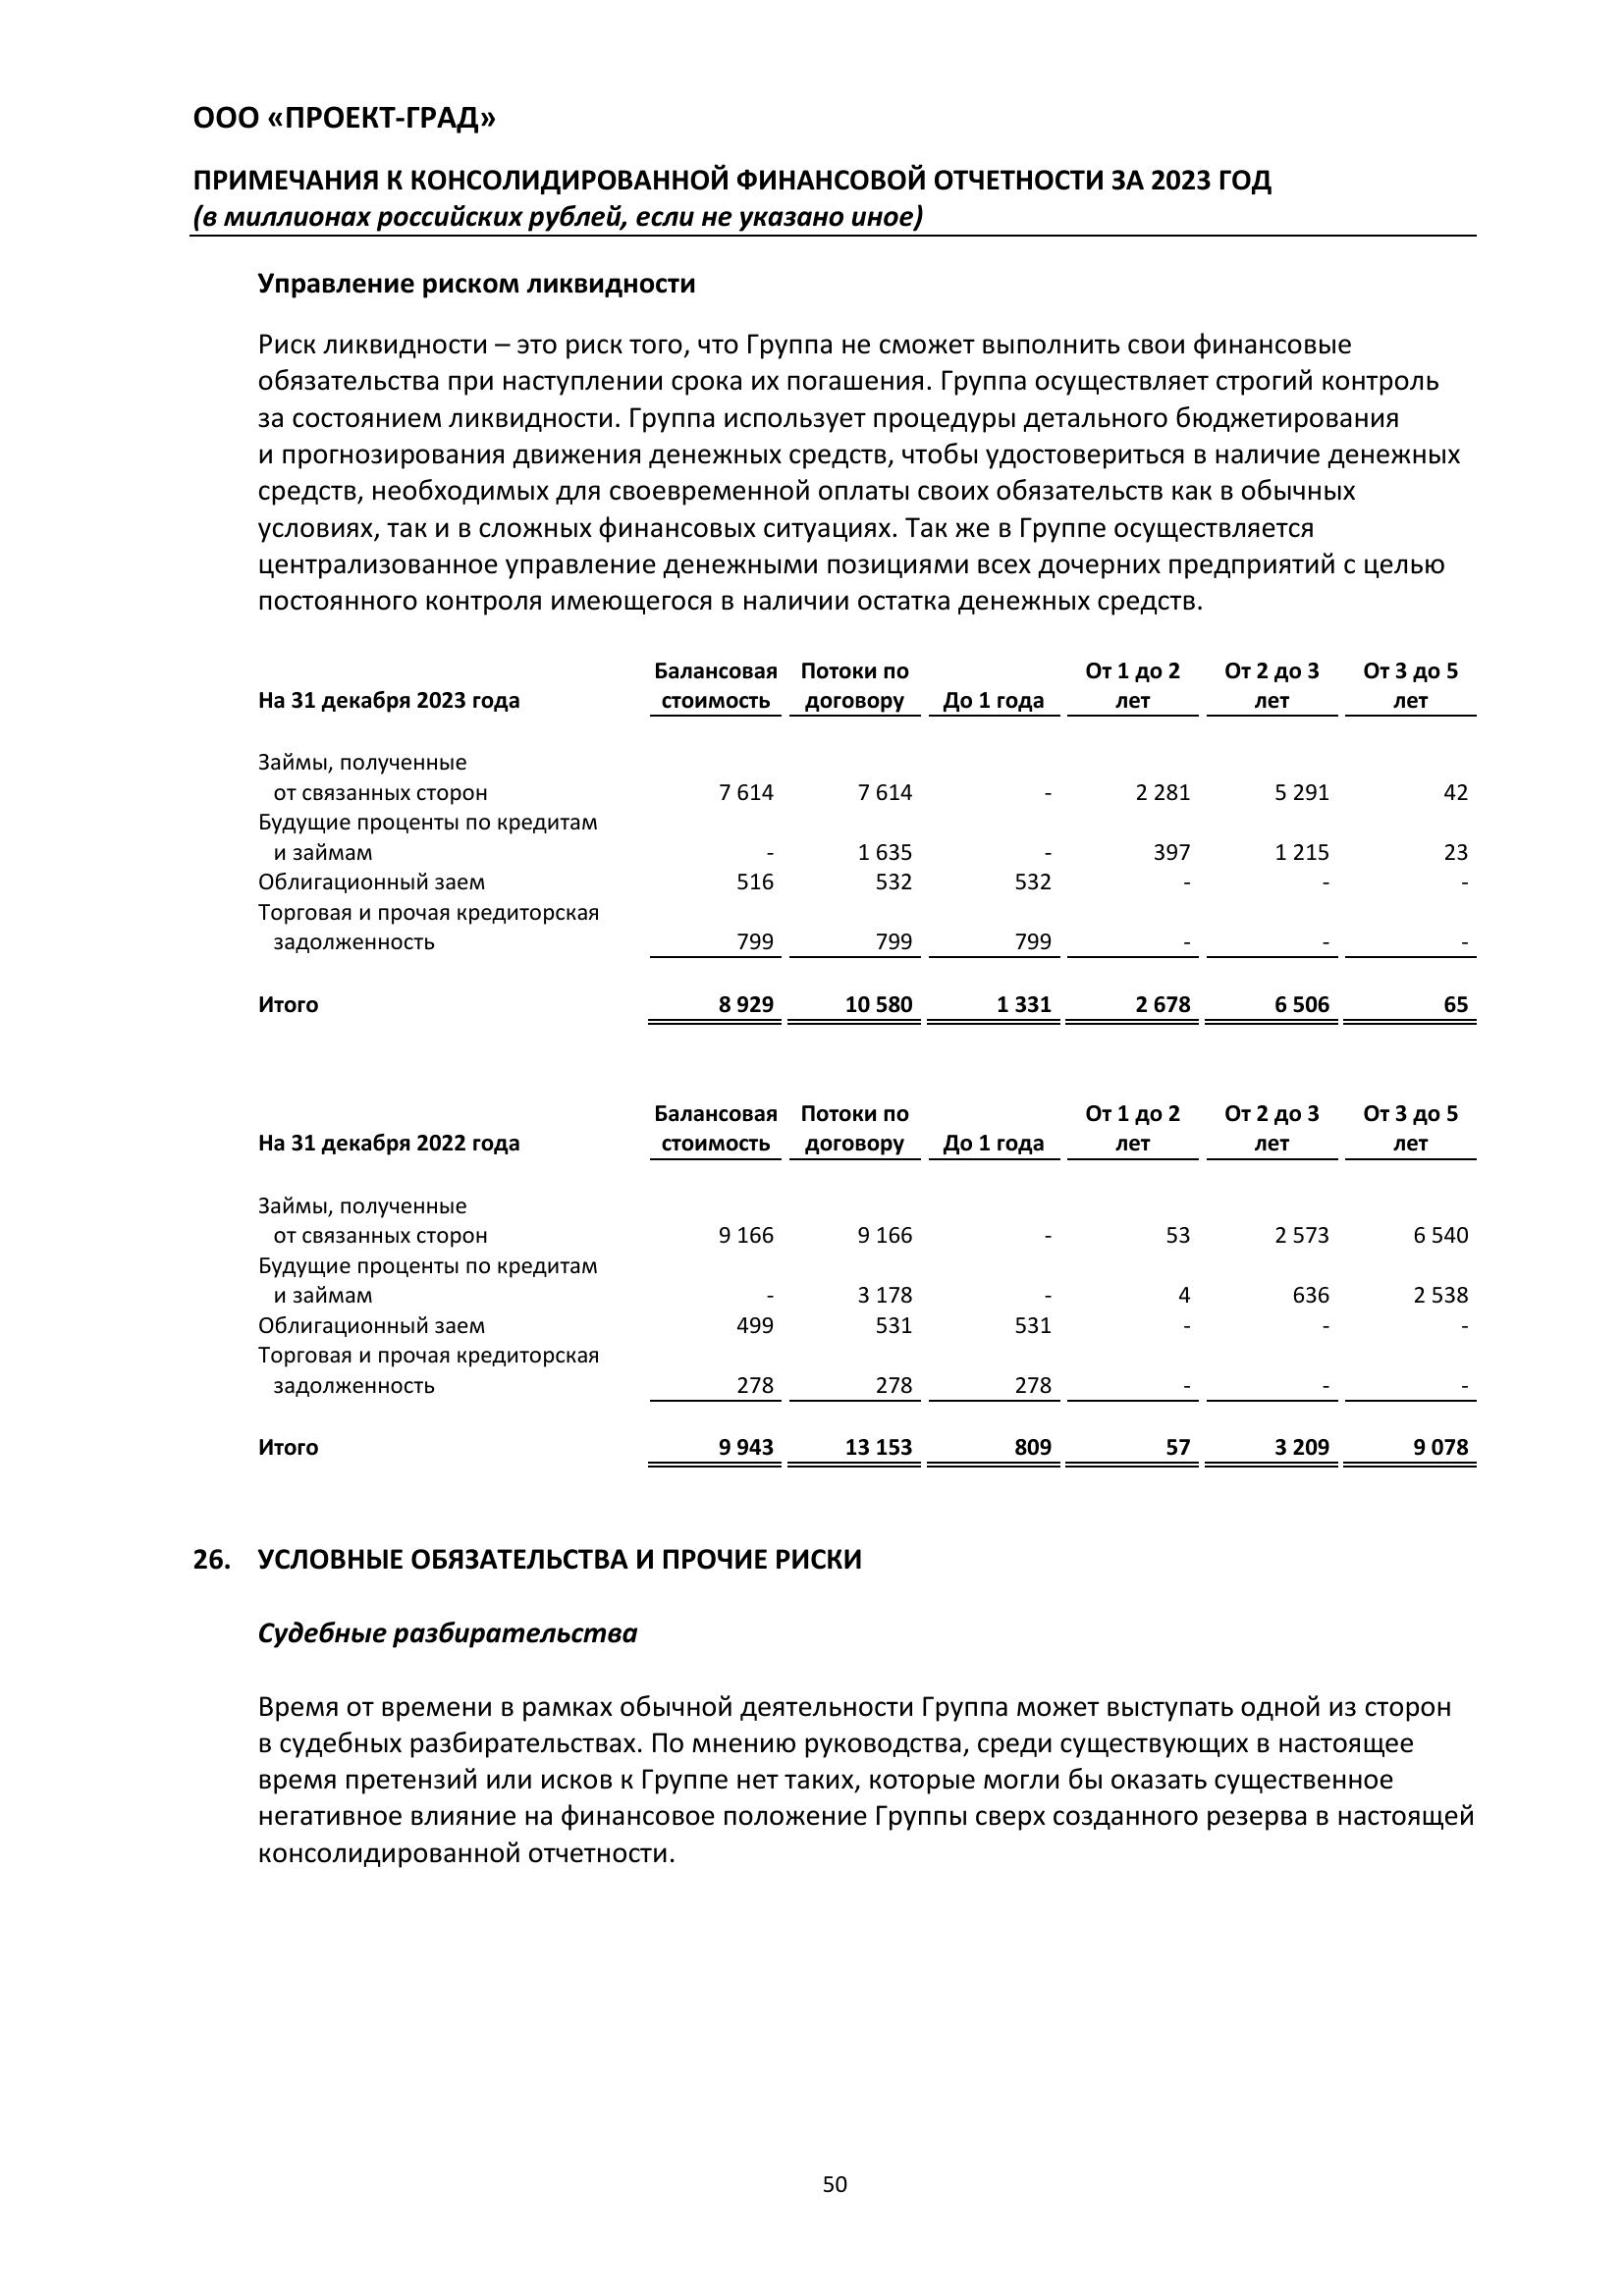 ООО «ПРОЕКТ-ГРАД»
ПРИМЕЧАНИЯ К КОНСОЛИДИРОВАННОЙ ФИНАНСОВОЙ ОТЧЕТНОСТИ ЗА 2023 ГОД
(в миллионах российских рублей, если не указано иное)
Управление риском ликвидности
Риск ликвидности – это риск того, что Группа не сможет выполнить свои финансовые
обязательства при наступлении срока их погашения. Группа осуществляет строгий контроль
за состоянием ликвидности. Группа использует процедуры детального бюджетирования
и прогнозирования движения денежных средств, чтобы удостовериться в наличие денежных
средств, необходимых для своевременной оплаты своих обязательств как в обычных
условиях, так и в сложных финансовых ситуациях. Так же в Группе осуществляется
централизованное управление денежными позициями всех дочерних предприятий с целью
постоянного контроля имеющегося в наличии остатка денежных средств.
Балансовая Потоки по От 1 до 2 От 2 до 3 От 3 до 5
На 31 декабря 2023 года стоимость договору До 1 года лет лет лет
Займы, полученные
от связанных сторон 7 614 7 614 - 2 281 5 291 42
Будущие проценты по кредитам
и займам - 1 635 - 397 1 215 23
Облигационный заем 516 532 532 - - -
Торговая и прочая кредиторская
задолженность 799 799 799 - - -
Итого 8 929 10 580 1 331 2 678 6 506 65
Балансовая Потоки по От 1 до 2 От 2 до 3 От 3 до 5
На 31 декабря 2022 года стоимость договору До 1 года лет лет лет
Займы, полученные
от связанных сторон 9 166 9 166 - 53 2 573 6 540
Будущие проценты по кредитам
и займам - 3 178 - 4 636 2 538
Облигационный заем 499 531 531 - - -
Торговая и прочая кредиторская
задолженность 278 278 278 - - -
Итого 9 943 13 153 809 57 3 209 9 078
26. УСЛОВНЫЕ ОБЯЗАТЕЛЬСТВА И ПРОЧИЕ РИСКИ
Судебные разбирательства
Время от времени в рамках обычной деятельности Группа может выступать одной из сторон
в судебных разбирательствах. По мнению руководства, среди существующих в настоящее
время претензий или исков к Группе нет таких, которые могли бы оказать существенное
негативное влияние на финансовое положение Группы сверх созданного резерва в настоящей
консолидированной отчетности.
50